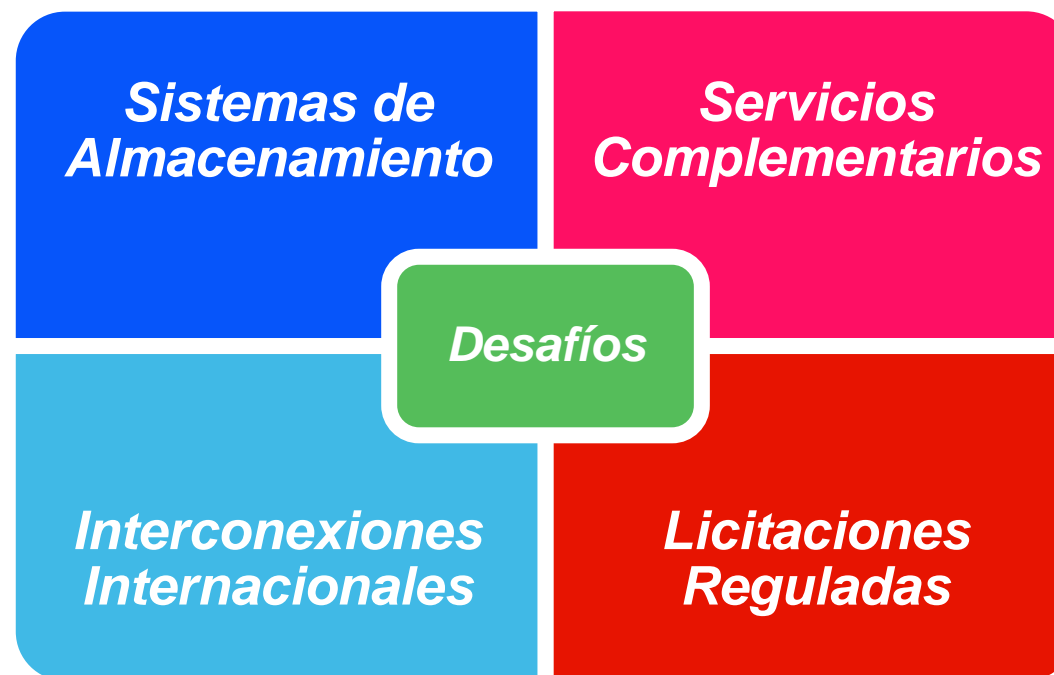 Sistemas de
Almacenamiento
Servicios
Complementarios
Desafíos
Interconexiones
Internacionales
Licitaciones
Reguladas